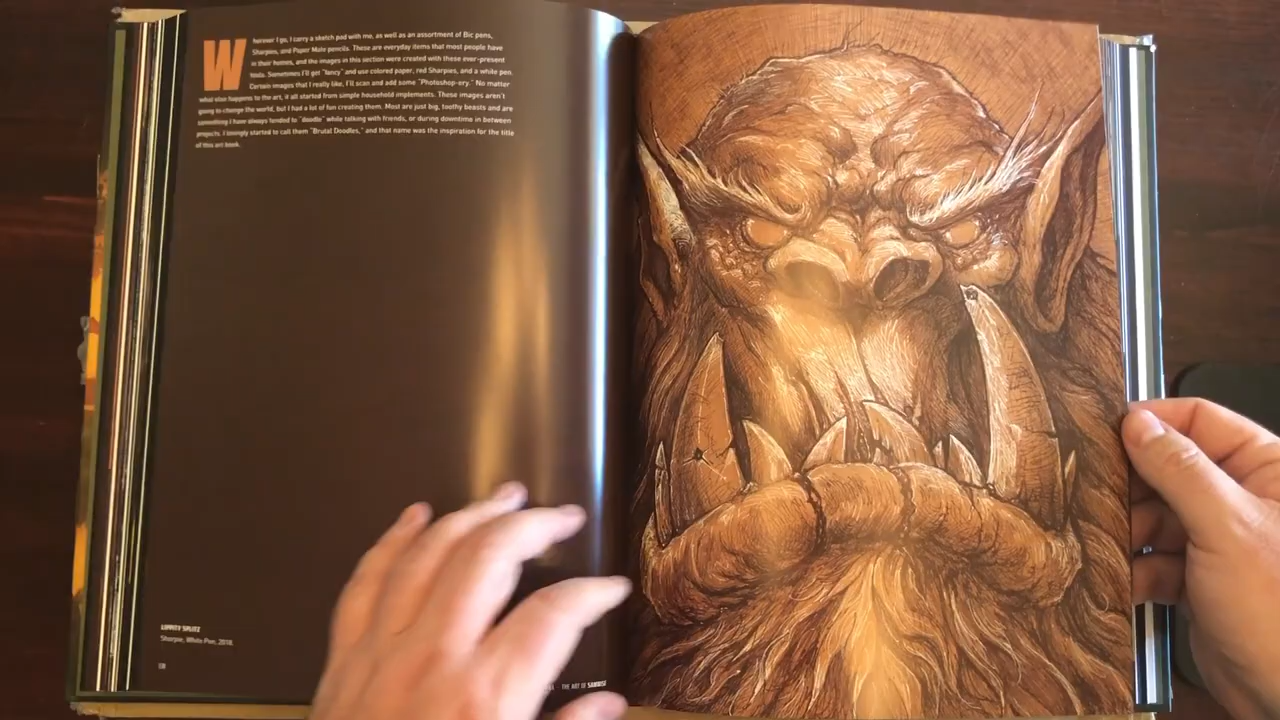 Wherever I go, I carry a sketch pad with me, as well as an assortment of Bic pens,
Sharpies, and Paper Mate pencils. These are everyday items that most people have
in their homes, and the images in this section were created with these ever-present
tools. Sometimes I'll get "fancy" and use colored paper, red Sharpies, and a white pen.
Certain images that I really like, I'll scan and add some "Photoshop-ery." No matter
what else happens to the art, it all started from simple household implements. These images aren't
going to change the world, but I had a lot of fun creating them. Most are just big, toothy beasts and are
something I have always tended to "doodle" while talking with friends, or during downtime in between
projects. I lovingly started to call them "Brutal Doodles," and that name was the inspiration for the title
of this art book.
Sharpie, White Pen, 2018.
THE ART OF SAMWISE